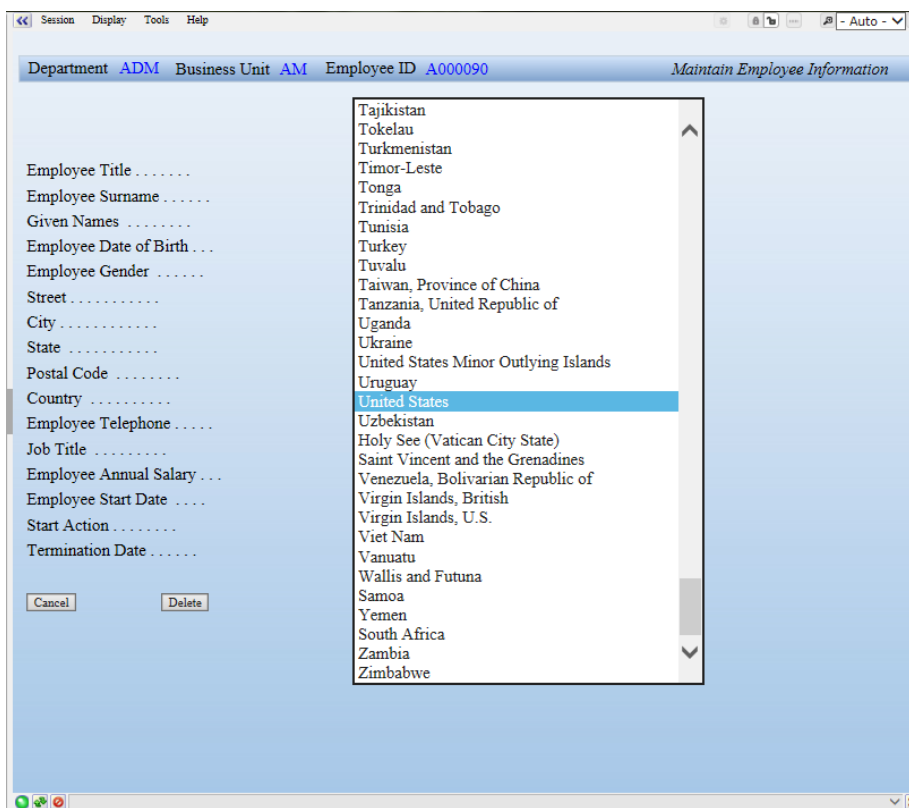 Session Display Tools Help
- Auto -
Department ADM Business Unit AM Employee ID A000090 Maintain Employee Information
Employee Title . . . . . . .
Employee Surname . . . . . .
Given Names . . . . . . . .
Employee Date of Birth . . .
Employee Gender . . . . . .
Street . . . . . . . . . . .
City . . . . . . . . . . . .
State . . . . . . . . . . .
Postal Code . . . . . . . .
Country . . . . . . . . . .
Employee Telephone . . . . .
Job Title . . . . . . . . .
Employee Annual Salary . . .
Employee Start Date . . . .
Start Action . . . . . . . .
Termination Date . . . . . .
Cancel Delete
Tajikistan
Tokelau
Turkmenistan
Timor-Leste
Tonga
Trinidad and Tobago
Tunisia
Turkey
Tuvalu
Taiwan, Province of China
Tanzania, United Republic of
Uganda
Ukraine
United States Minor Outlying Islands
Uruguay
United States
Uzbekistan
Holy See (Vatican City State)
Saint Vincent and the Grenadines
Venezuela, Bolivarian Republic of
Virgin Islands, British
Virgin Islands, U.S.
Viet Nam
Vanuatu
Wallis and Futuna
Samoa
Yemen
South Africa
Zambia
Zimbabwe